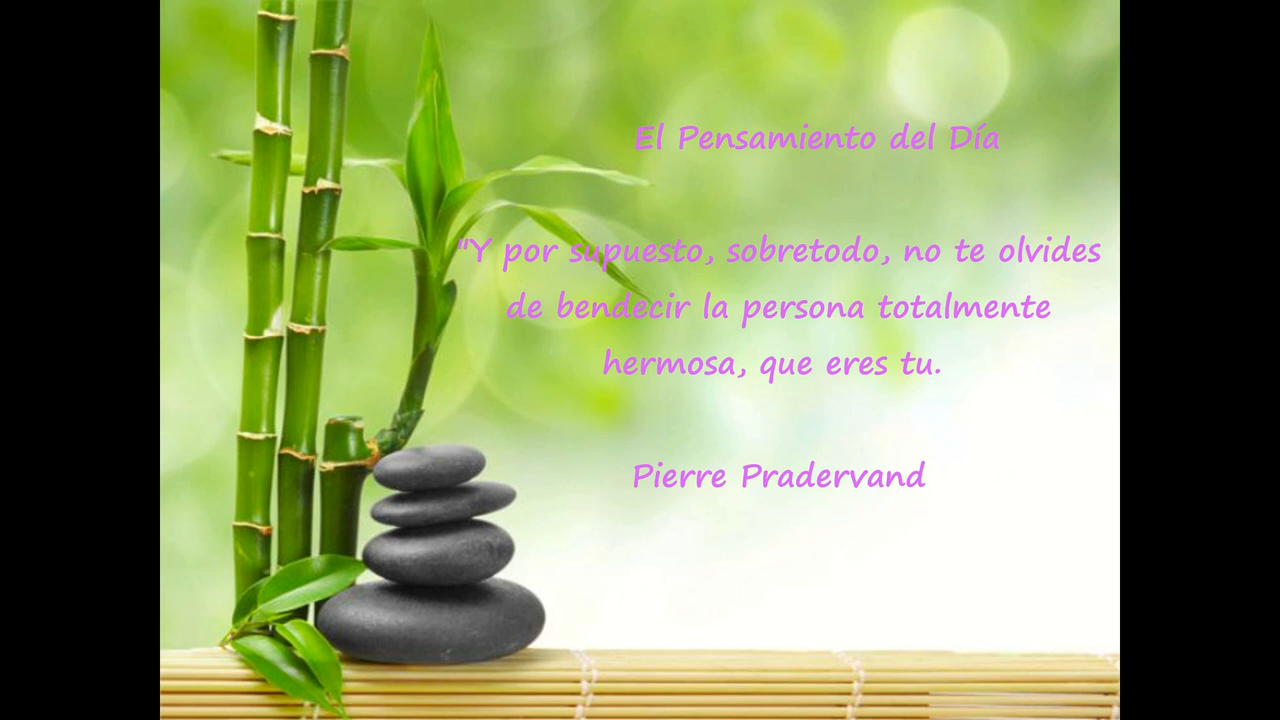 El Pensamiento del Día
"Y por supuesto, sobretodo, no te olvides
de bendecir la persona totalmente
hermosa, que eres tu.
Pierre Pradervand